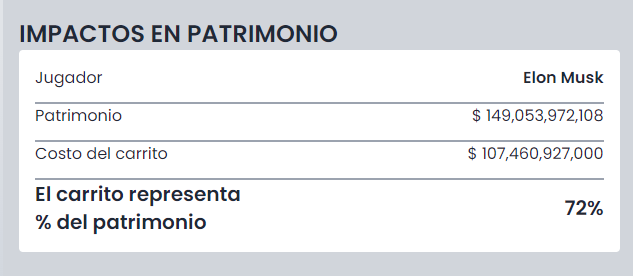 IMPACTOS EN PATRIMONIO
Jugador Elon Musk
Patrimonio $ 149,053,972,108
Costo del carrito $ 107,460,927,000
El carrito representa
% del patrimonio 72%